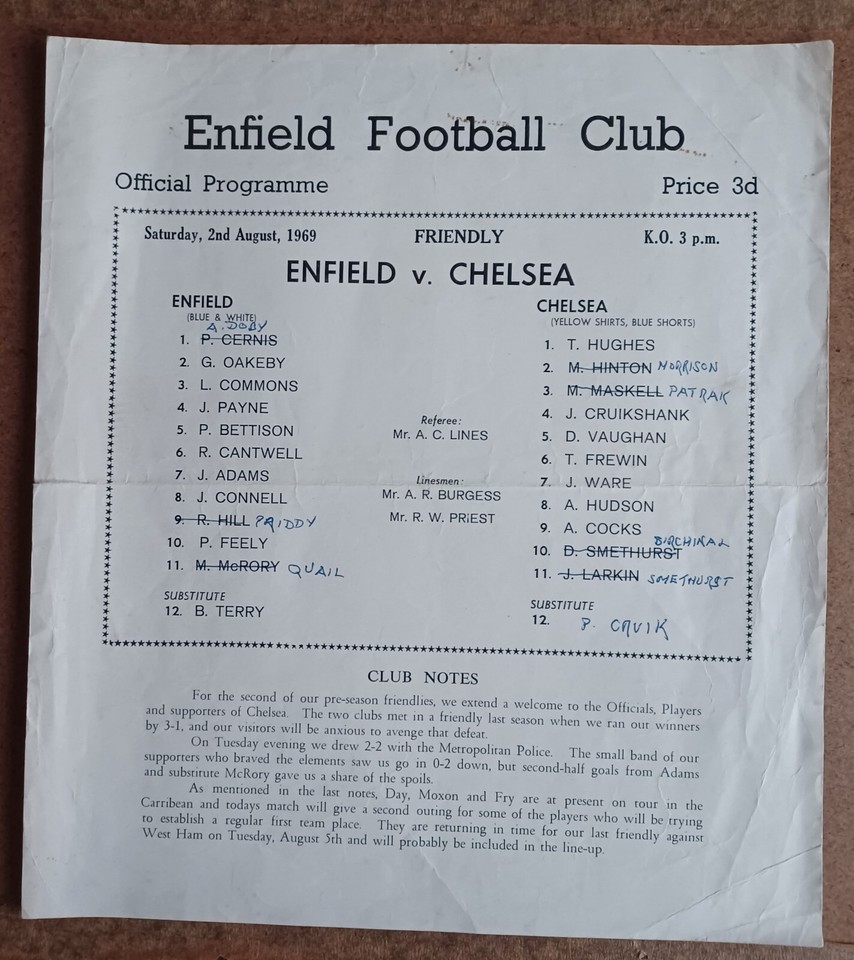 Enfield Football Club
Official Programme Price 3d
Saturday, 2nd August, 1969 FRIENDLY K.O. 3 p.m.
ENFIELD v. CHELSEA
ENFIELD
(BLUE & WHITE)
A. DOBY
1. P. CERNIS
2. G. OAKEBY
3. L. COMMONS
4. J. PAYNE
5. P. BETTISON
6. R. CANTWELL
7. J. ADAMS
8. J. CONNELL
9. R. HILL PRIDDY
10. P. FEELY
11. M. McRORY QUAIL
SUBSTITUTE
12. B. TERRY
Referee:
Mr. A. C. LINES
Linesmen:
Mr. A. R. BURGESS
Mr. R. W. PRiEST
CHELSEA
(YELLOW SHIRTS, BLUE SHORTS)
1. T. HUGHES
2. M. HINTON MORRISON
3. M. MASKELL PATRAK
4. J. CRUIKSHANK
5. D. VAUGHAN
6. T. FREWIN
7. J. WARE
8. A. HUDSON
9. A. COCKS
BIRCHINAL
10. D. SMETHURST
11. J. LARKIN SMETHURST
SUBSTITUTE
12. P.
CLUB NOTES
For the second of our pre-season friendlies, we extend a welcome to the Officials, Players
and supporters of Chelsea. The two clubs met in a friendly last season when we ran our winners
by 3-1, and our visitors will be anxious to avenge that defeat.
On Tuesday evening we drew 2-2 with the Metropolitan Police. The small band of our
supporters who braved the elements saw us go in 0-2 down, but second-half goals from Adams
and substitute McRory gave us a share of the spoils.
As mentioned in the last notes, Day, Moxon and Fry are at present on tour in the
Carribean and todays match will give a second outing for some of the players who will be trying
to establish a regular first team place. They are returning in time for our last friendly against
West Ham on Tuesday, August 5th and will probably be included in the line-up.